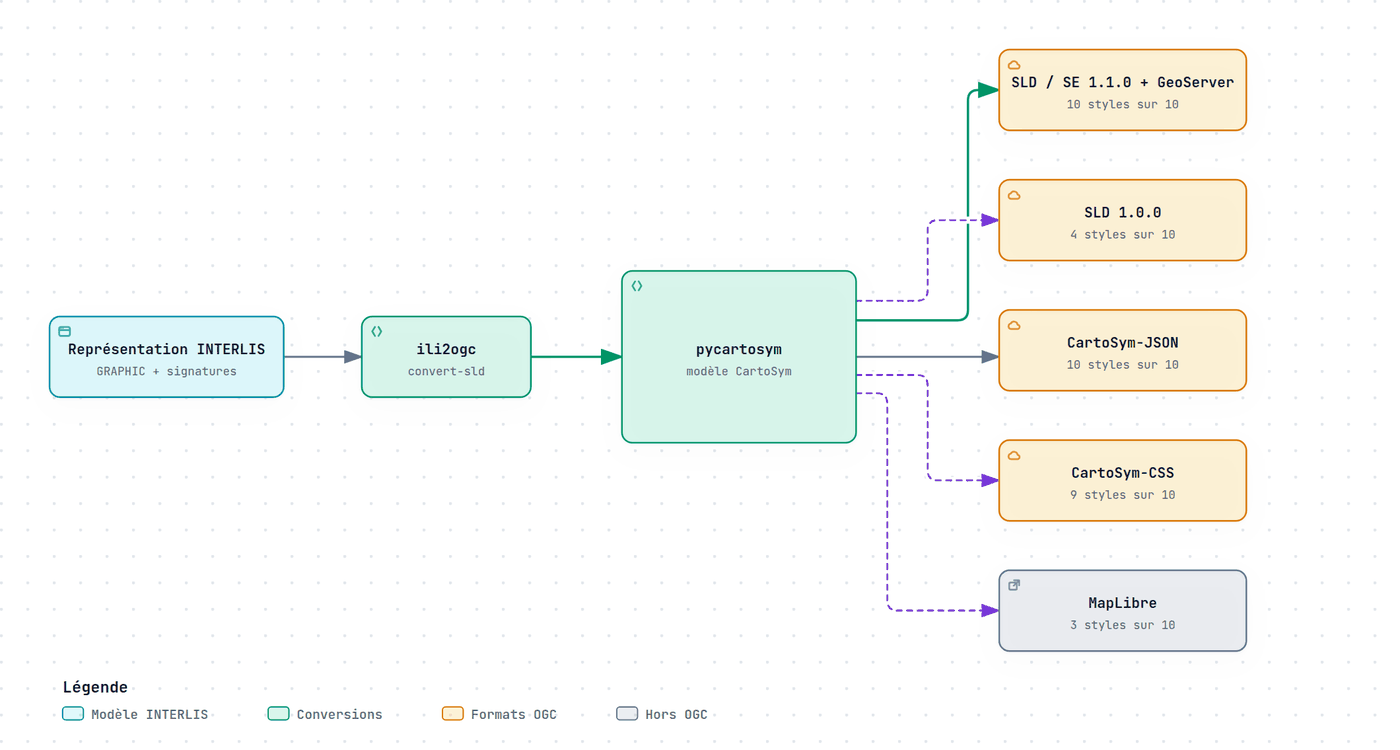 SLD / SE 1.1.0 + GeoServer
10 styles sur 10
SLD 1.0.0
4 styles sur 10
Représentation INTERLIS
GRAPHIC + signatures
ili2ogc
convert-sld
pycartosym
modèle CartoSym
CartoSym-JSON
10 styles sur 10
CartoSym-CSS
9 styles sur 10
MapLibre
3 styles sur 10
Légende
Modèle INTERLIS
Conversions
Formats OGC
Hors OGC